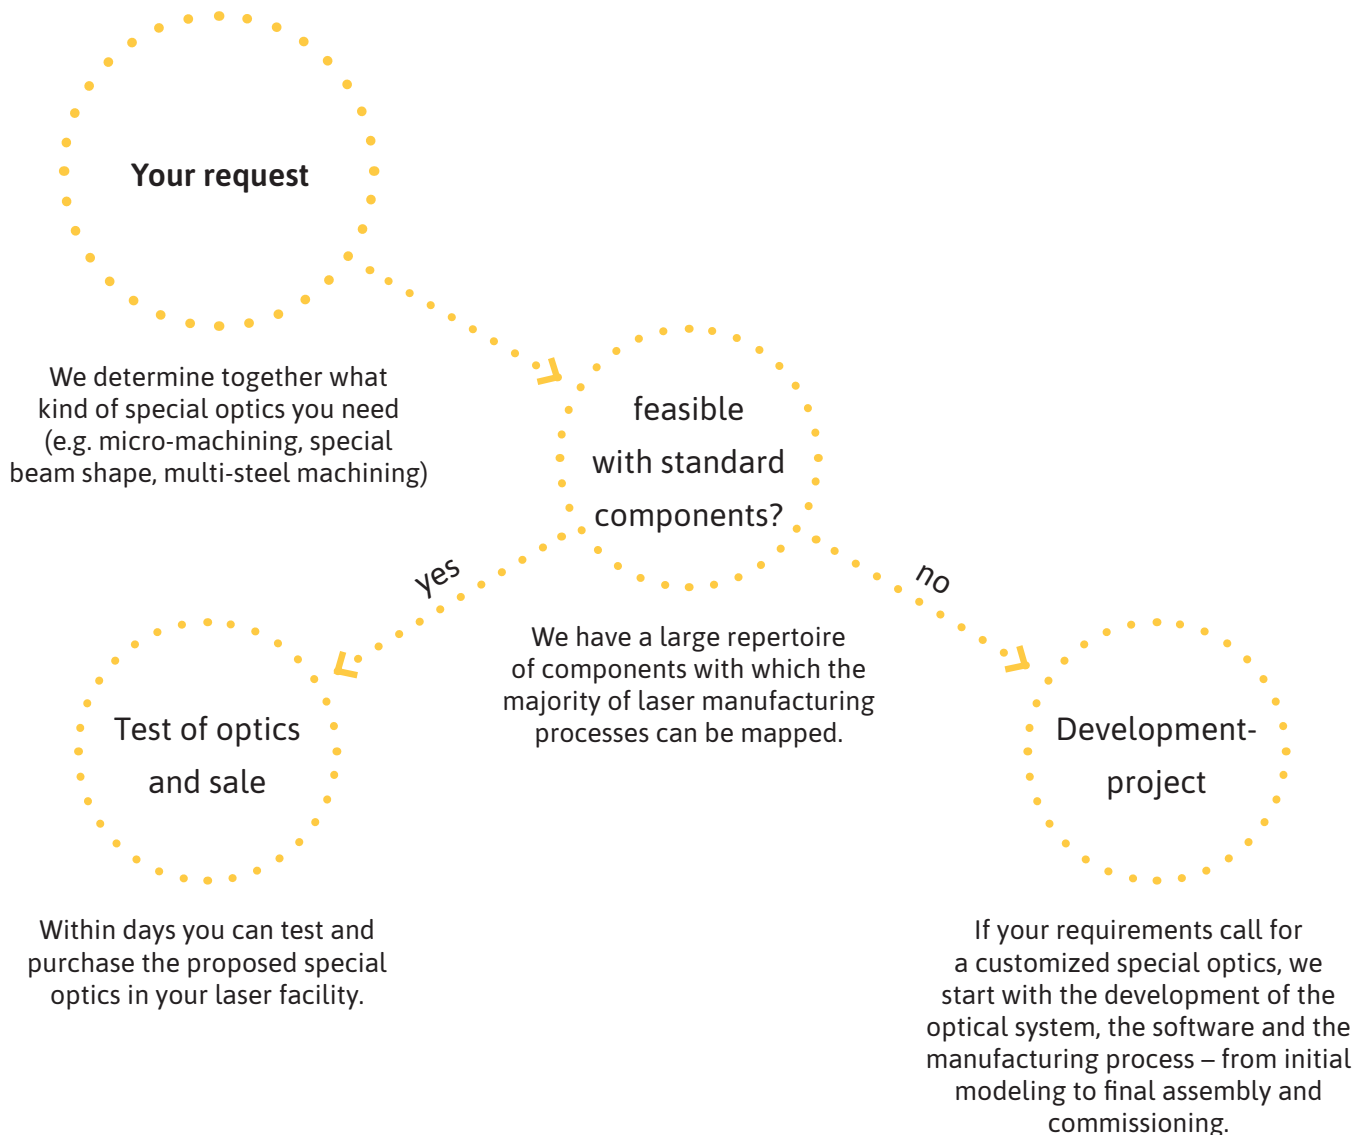 Your request
We determine together what
kind of special optics you need
(e.g. micro-machining, special
beam shape, multi-steel machining)
feasible
with standard
components?
We have a large repertoire
of components with which the
majority of laser manufacturing
processes can be mapped.
yes
no
Test of optics
and sale
Within days you can test and
purchase the proposed special
optics in your laser facility.
Development-
project
If your requirements call for
a customized special optics, we
start with the development of the
optical system, the software and the
manufacturing process – from initial
modeling to final assembly and
commissioning.